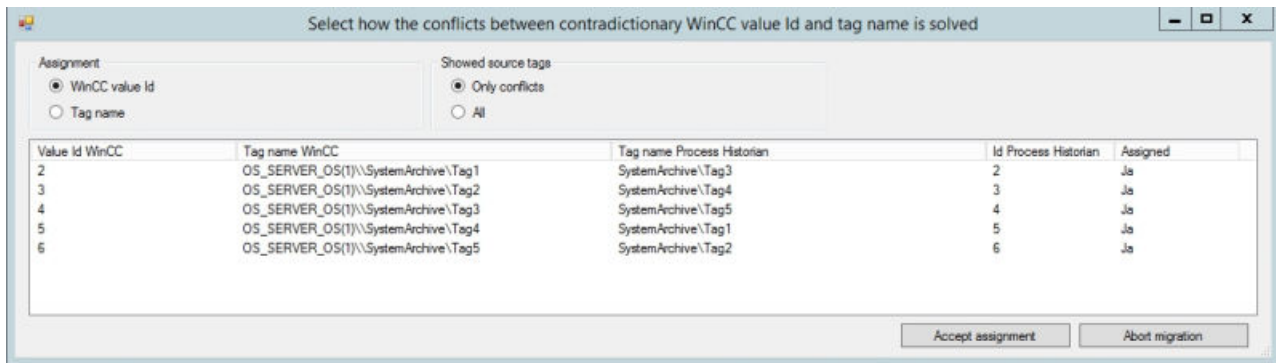 Select how the conflicts between contradictionary WinCC value Id and tag name is solved
Assignment Showed source tags
WinCC value Id Only conflicts
Tag name All
Value Id WinCC Tag name WinCC Tag name Process Historian Id Process Historian Assigned
2 OS_SERVER_OS(1)\\SystemArchive\Tag1 SystemArchive\Tag3 2 Ja
3 OS_SERVER_OS(1)\\SystemArchive\Tag2 SystemArchive\Tag4 3 Ja
4 OS_SERVER_OS(1)\\SystemArchive\Tag3 SystemArchive\Tag5 4 Ja
5 OS_SERVER_OS(1)\\SystemArchive\Tag4 SystemArchive\Tag1 5 Ja
6 OS_SERVER_OS(1)\\SystemArchive\Tag5 SystemArchive\Tag2 6 Ja
Accept assignment Abort migration